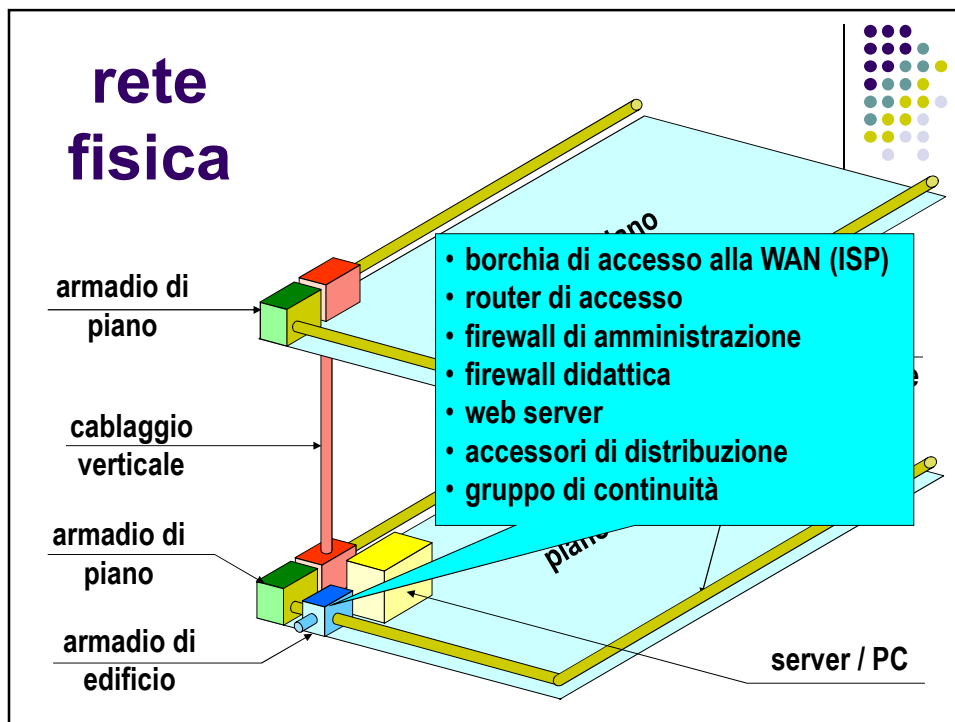 rete
fisica
armadio di
piano
• borchia di accesso alla WAN (ISP)
• router di accesso
• firewall di amministrazione
• firewall didattica
• web server
• accessori di distribuzione
• gruppo di continuità
cablaggio
verticale
armadio di
piano
piano
armadio di
edificio
server / PC